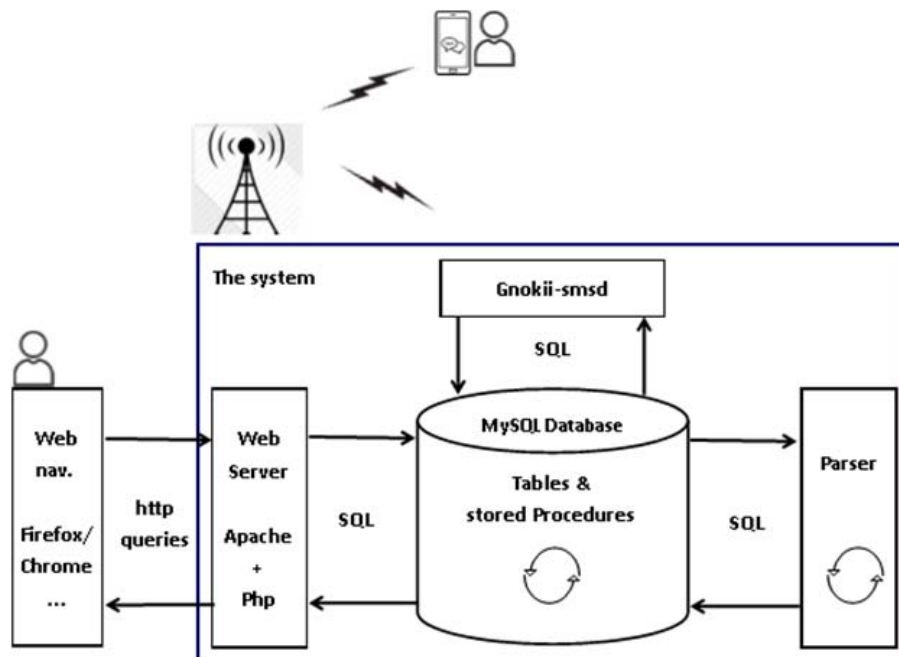 The system
Gnokii-smsd
SQL
MySQL Database
Tables &
stored Procedures
Web
nav.
Firefox/
Chrome
...
http
queries
Web
Server
Apache
+
Php
SQL
SQL
Parser